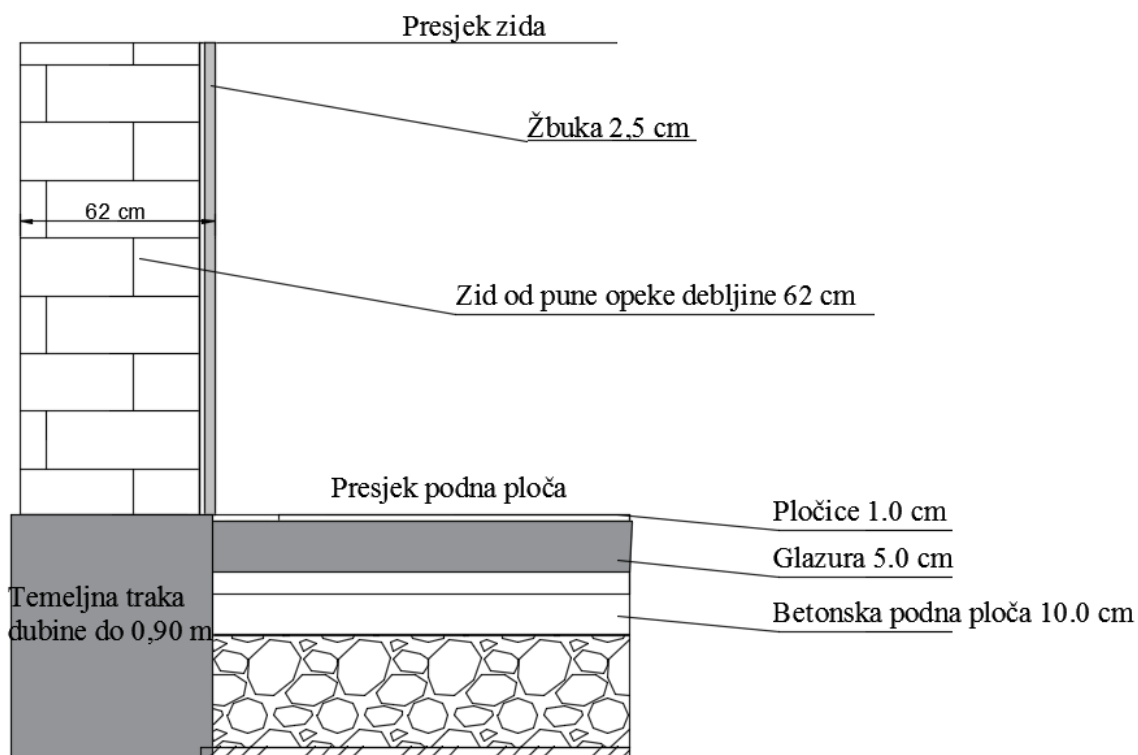 Presjek zida
Žbuka 2,5 cm
62 cm
Zid od pune opeke debljine 62 cm
Presjek podna ploča
Pločice 1.0 cm
Glazura 5.0 cm
Temeljna traka
dubine do 0,90 m
Betonska podna ploča 10.0 cm